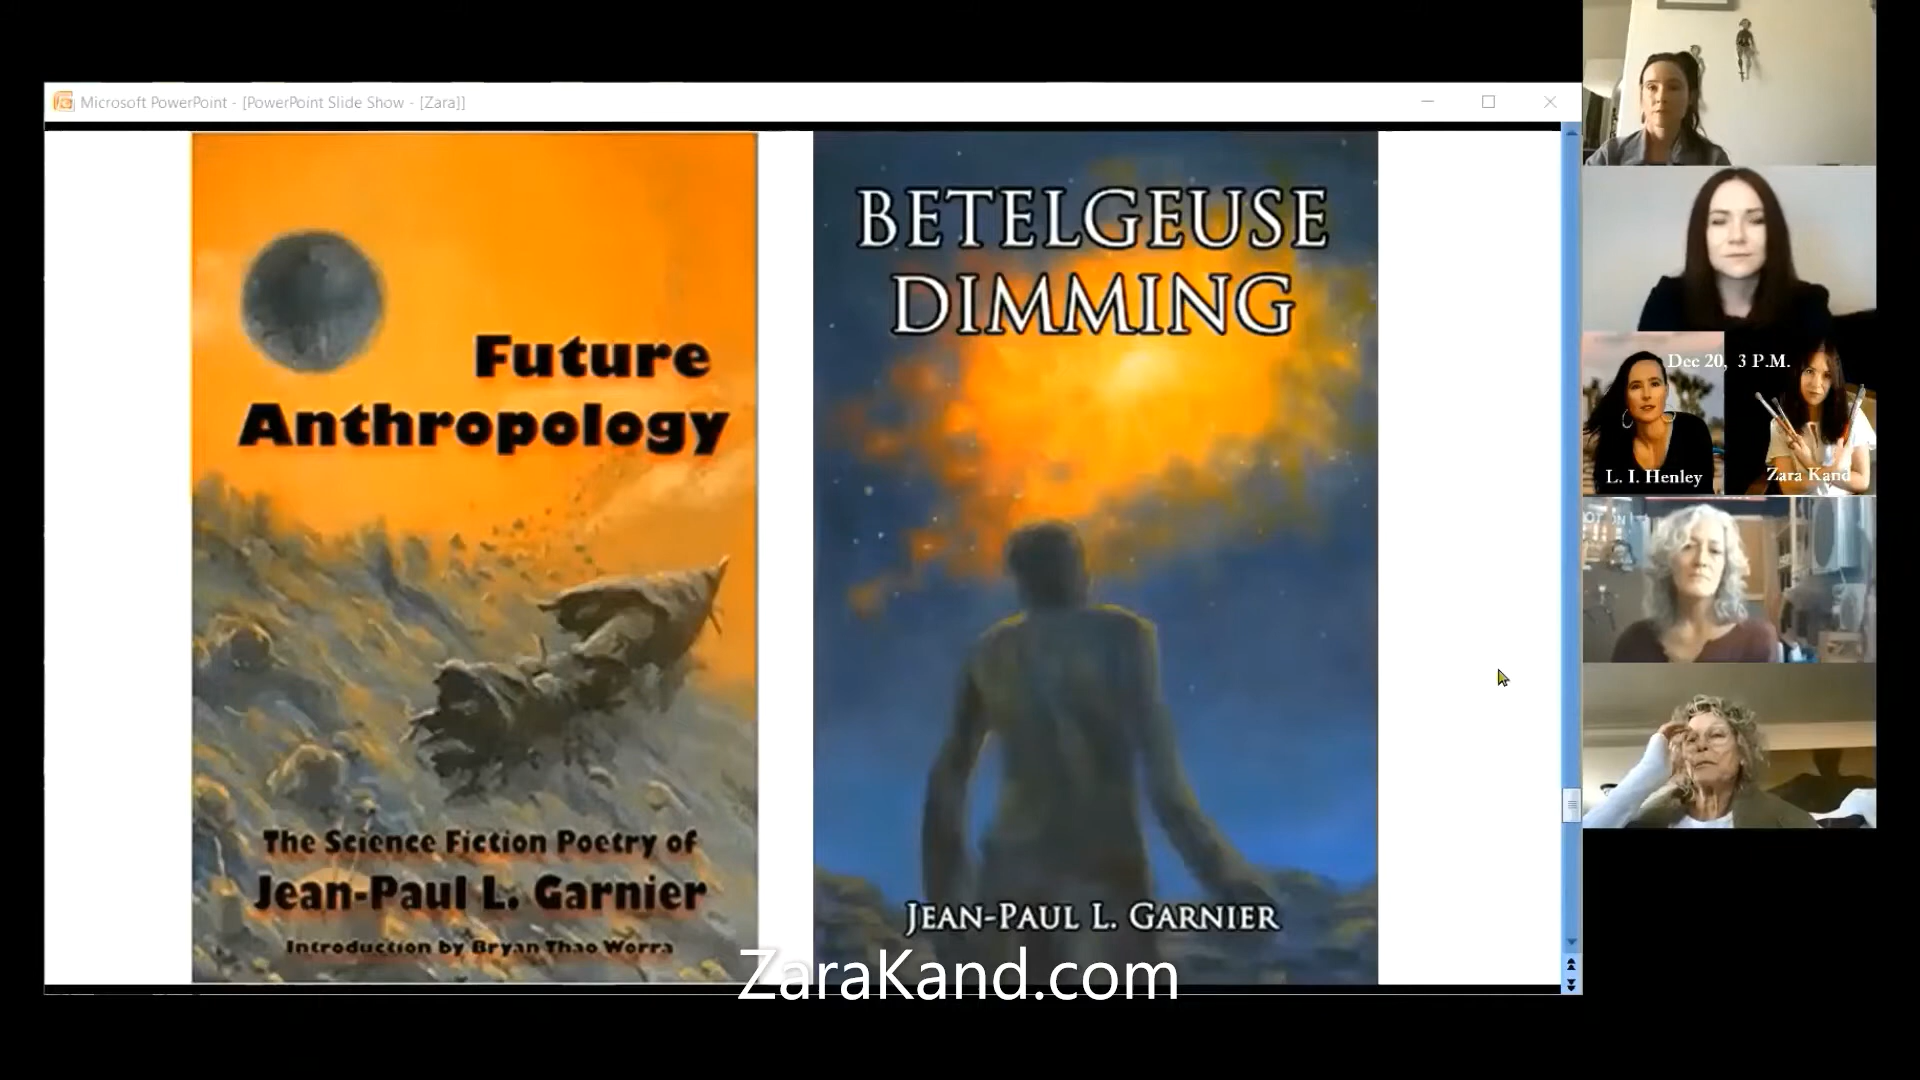 Microsoft PowerPoint - [PowerPoint Slide Show - [Zara]]
Future
Anthropology
The Science Fiction Poetry of
Jean-Paul L. Garnier
Introduction by Bryan Thao Worra
BETELGEUSE
DIMMING
JEAN-PAUL L. GARNIER
ZaraKand.com
Dec 20, 3 P.M.
L. I. Henley
Zara Kand